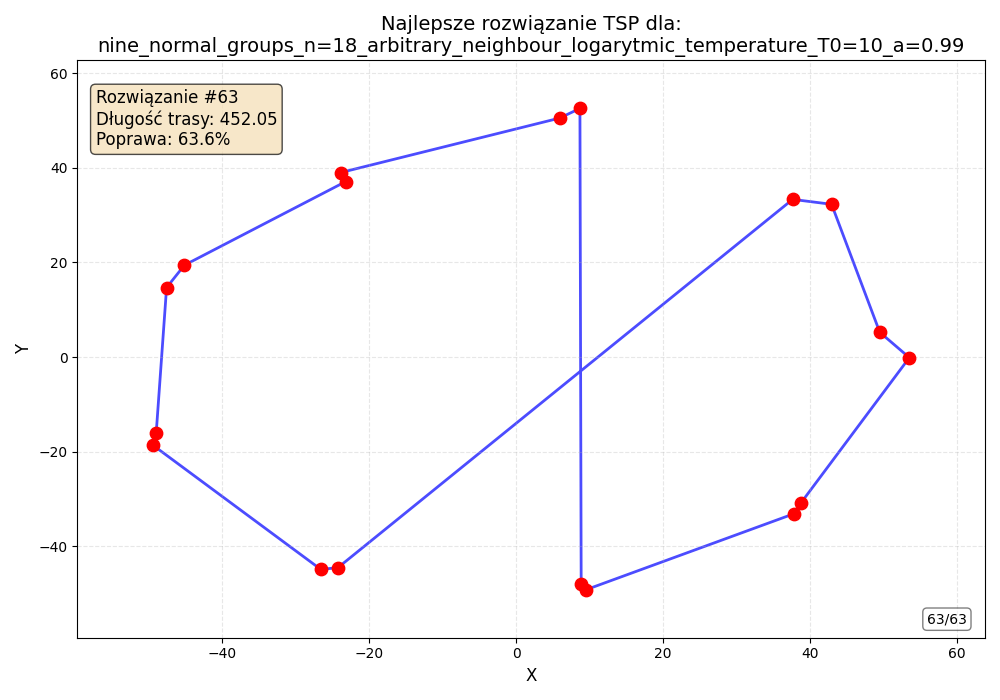 Najlepsze rozwiązanie TSP dla:
nine_normal_groups_n=18_arbitrary_neighbour_logarytmic_temperature_T0=10_a=0.99
Rozwiązanie #63
Długość trasy: 452.05
Poprawa: 63.6%
60
40
20
0
−20
−40
Y
63/63
−40
−20
0
20
40
60
X